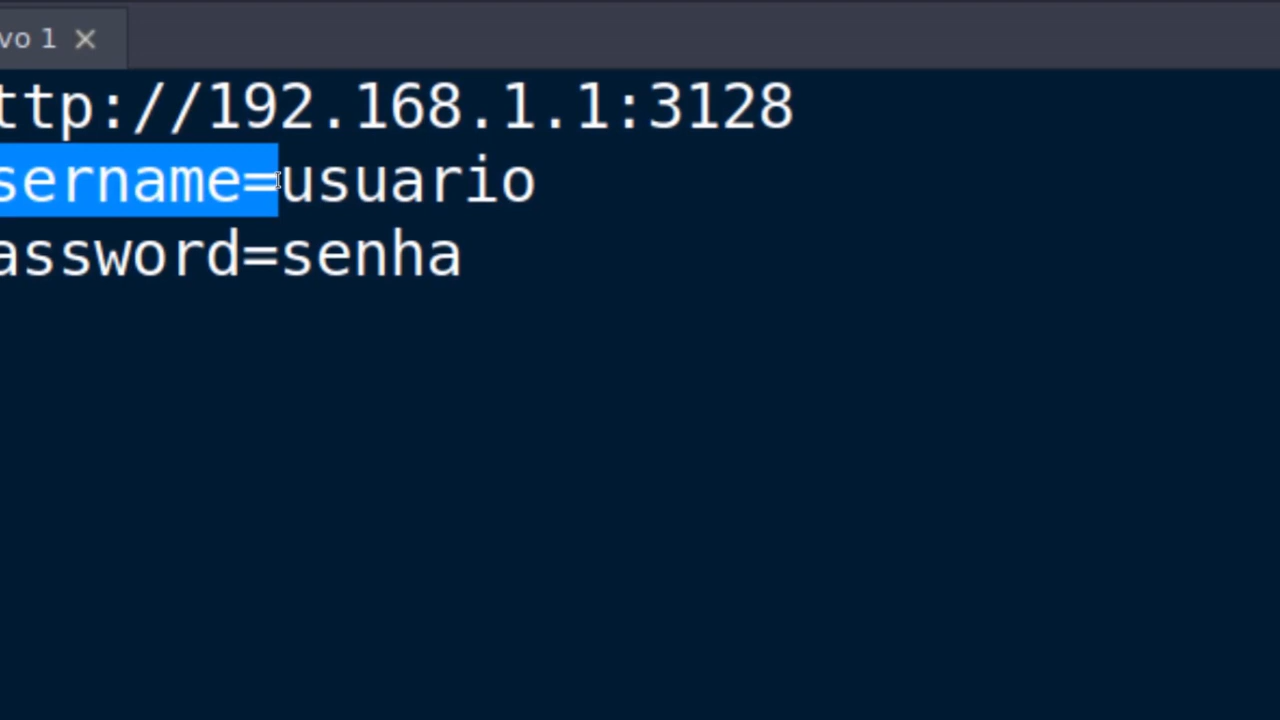 vo 1
ttp://192.168.1.1:3128
sername=usuario
assword=senha